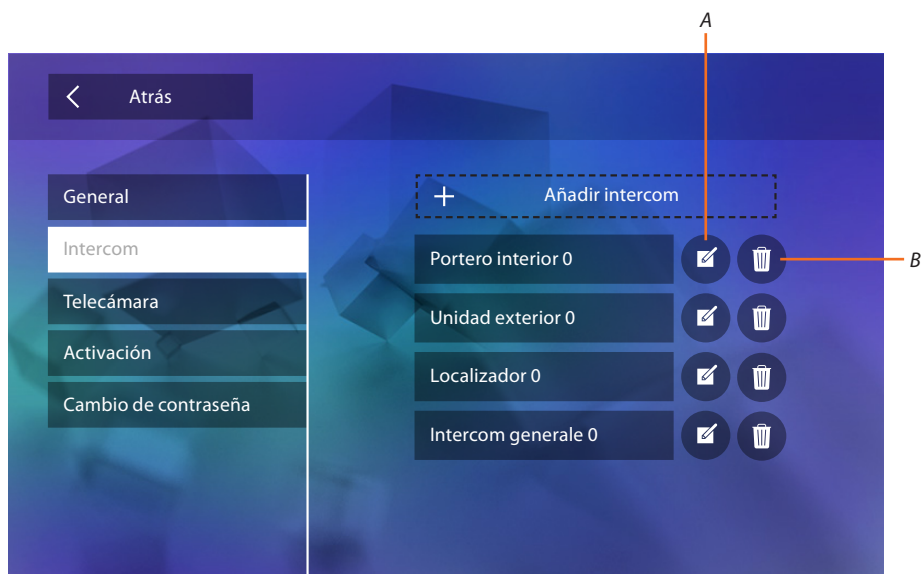 A
Atrás
General
Intercom
Telecámara
Activación
Cambio de contraseña
Añadir intercom
Portero interior 0
B
Unidad exterior 0
Localizador 0
Intercom generale 0